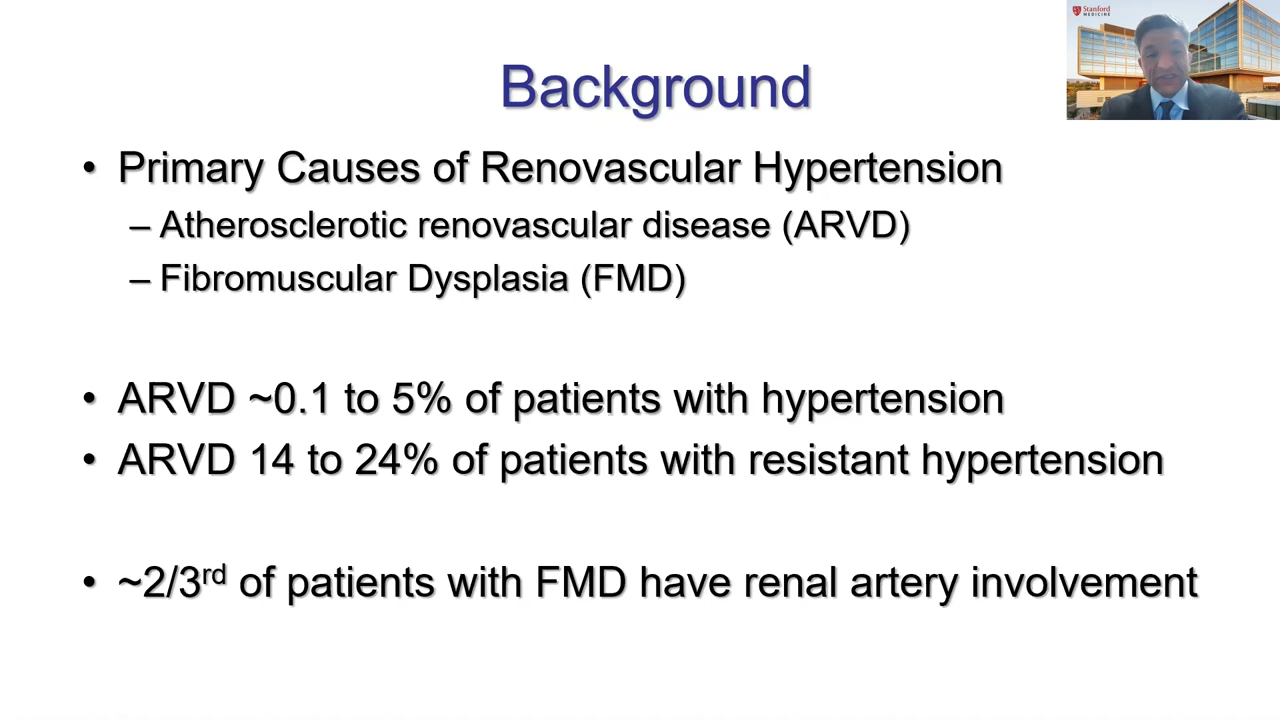 Stanford
MEDICINE
Background
• Primary Causes of Renovascular Hypertension
– Atherosclerotic renovascular disease (ARVD)
– Fibromuscular Dysplasia (FMD)
• ARVD ~0.1 to 5% of patients with hypertension
• ARVD 14 to 24% of patients with resistant hypertension
• ~2/3rd of patients with FMD have renal artery involvement